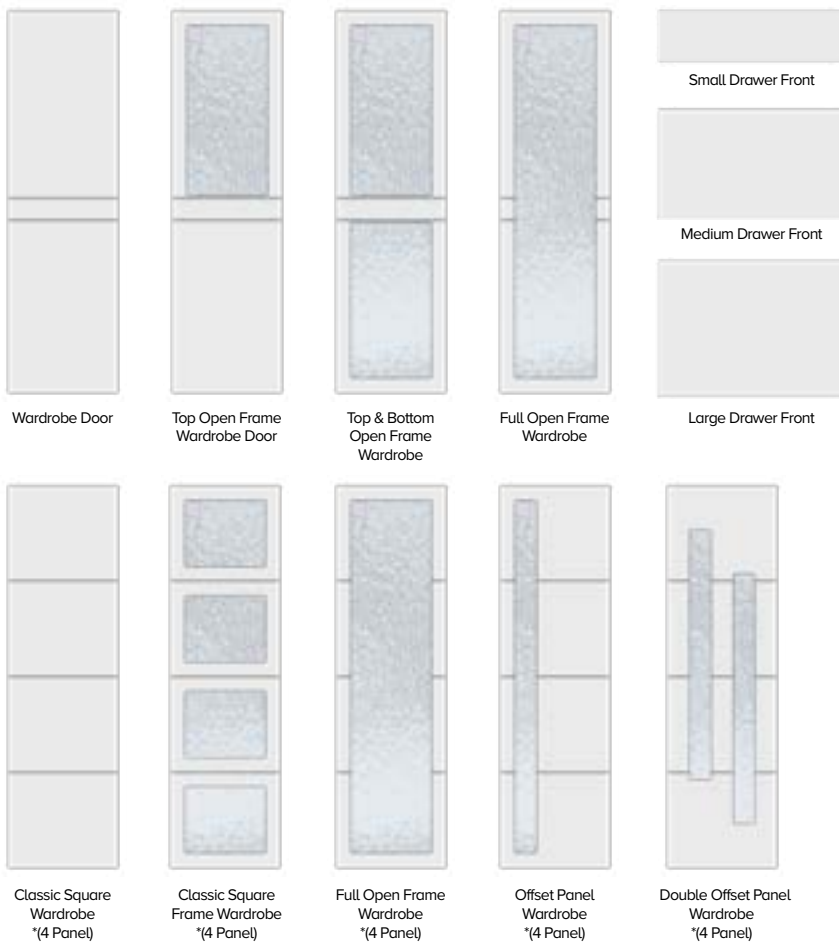 Small Drawer Front
Medium Drawer Front
Wardrobe Door
Top Open Frame
Wardrobe Door
Top & Bottom
Open Frame
Wardrobe
Full Open Frame
Wardrobe
Large Drawer Front
Classic Square
Wardrobe
*(4 Panel)
Classic Square
Frame Wardrobe
*(4 Panel)
Full Open Frame
Wardrobe
*(4 Panel)
Offset Panel
Wardrobe
*(4 Panel)
Double Offset Panel
Wardrobe
*(4 Panel)